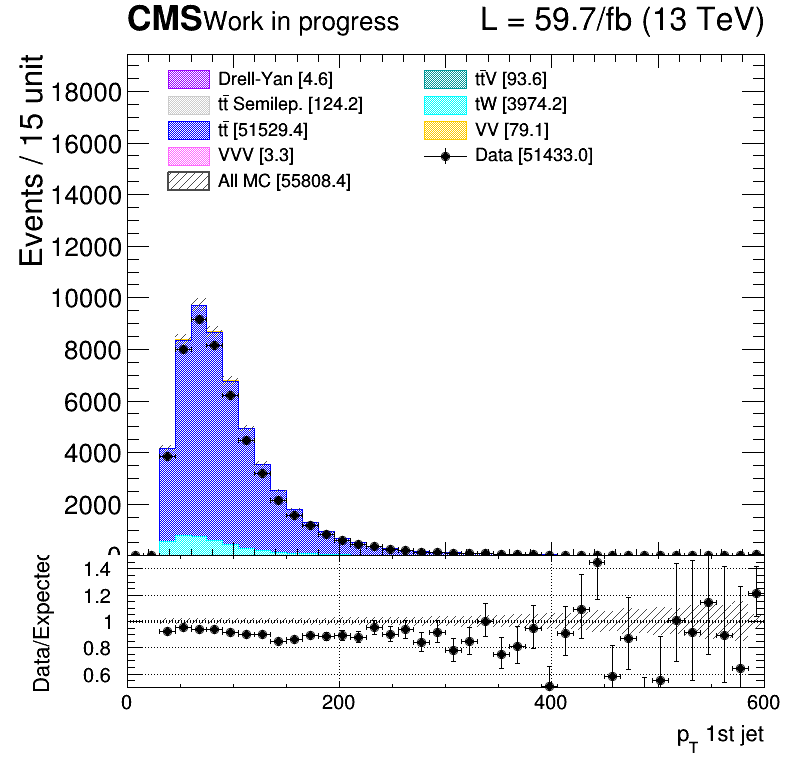 CMS Work in progress L = 59.7/fb (13 TeV)
Events / 15 unit
18000
16000
14000
12000
10000
8000
6000
4000
2000
0
Drell-Yan [4.6]
tt̄ Semilep. [124.2]
tt̄ [51529.4]
VVV [3.3]
All MC [55808.4]
tt̄V [93.6]
tW [3974.2]
VV [79.1]
Data [51433.0]
Data/Expected
1.4
1.2
1
0.8
0.6
0 200 400 600
p_T 1st jet